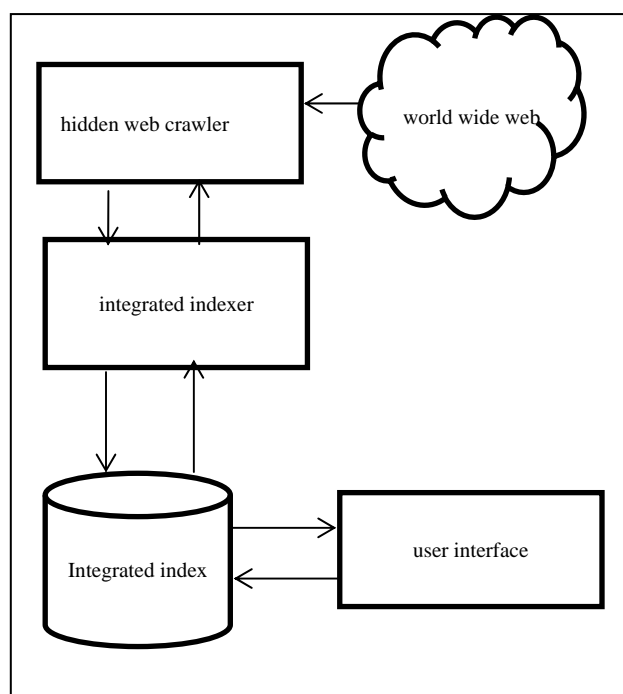 hidden web crawler
world wide web
integrated indexer
Integrated index
user interface